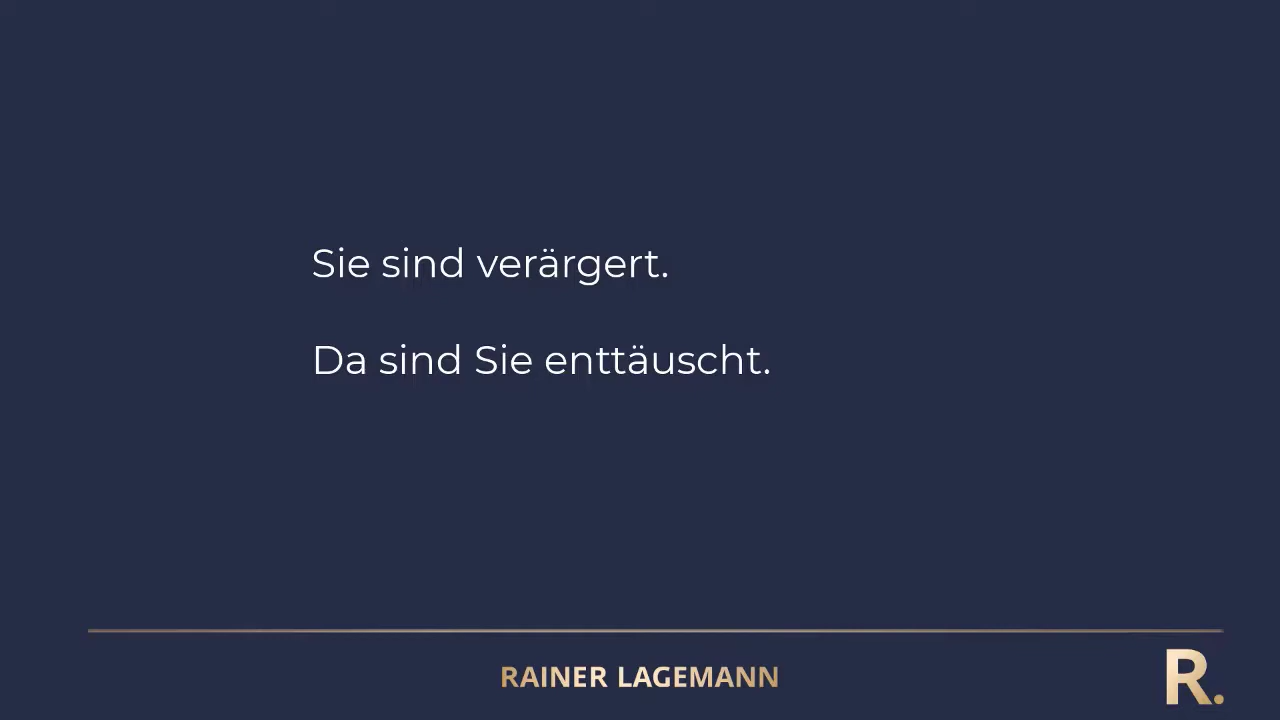 Sie sind verärgert.
Da sind Sie enttäuscht.
RAINER LAGEMANN
R.